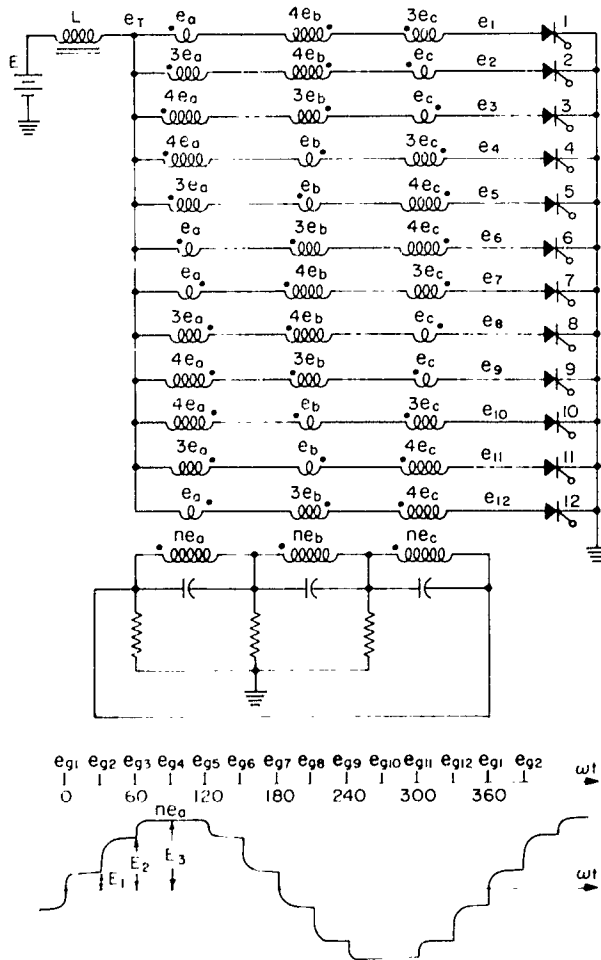 L e_T e_a 4e_b 3e_c e_1 1
E 3e_a 4e_b e_c e_2 2
4e_a 3e_b e_c e_3 3
4e_a e_b 3e_c e_4 4
3e_a e_b 4e_c e_5 5
e_a 3e_b 4e_c e_6 6
e_a 4e_b 3e_c e_7 7
3e_a 4e_b e_c e_8 8
4e_a 3e_b e_c e_9 9
4e_a e_b 3e_c e_10 10
3e_a e_b 4e_c e_11 11
e_a 3e_b 4e_c e_12 12
ne_a ne_b ne_c
e_g1 e_g2 e_g3 e_g4 e_g5 e_g6 e_g7 e_g8 e_g9 e_g10 e_g11 e_g12 e_g1 e_g2 ωt
0 60 120 180 240 300 360
ne_a
E_1 E_2 E_3 ωt